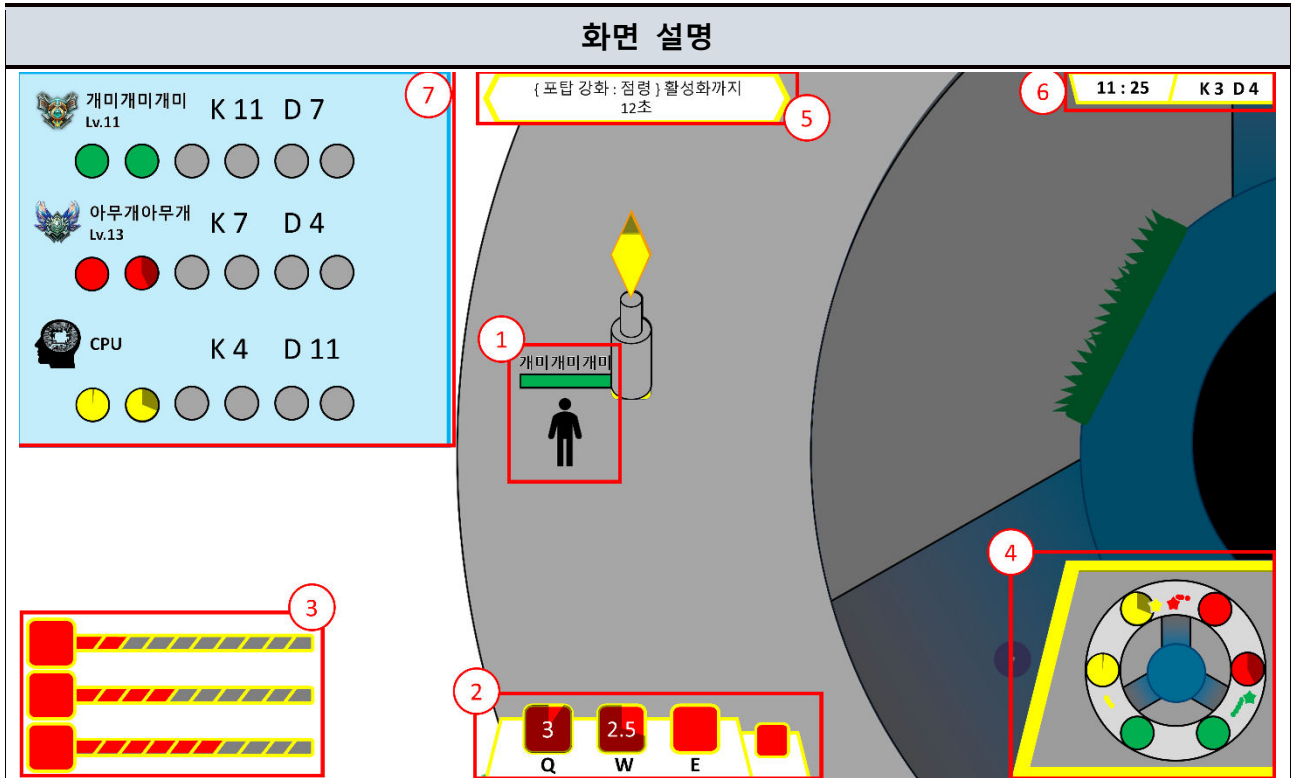 화면 설명
개미개미개미
Lv.11
K 11 D 7
7
아무개아무개
Lv.13
K 7 D 4
CPU
K 4 D 11
{ 포탑 강화 : 점령 } 활성화까지
12초
5
6
11 : 25
K 3 D 4
1
개미개미개미
3
2
3
2.5
Q W E
4